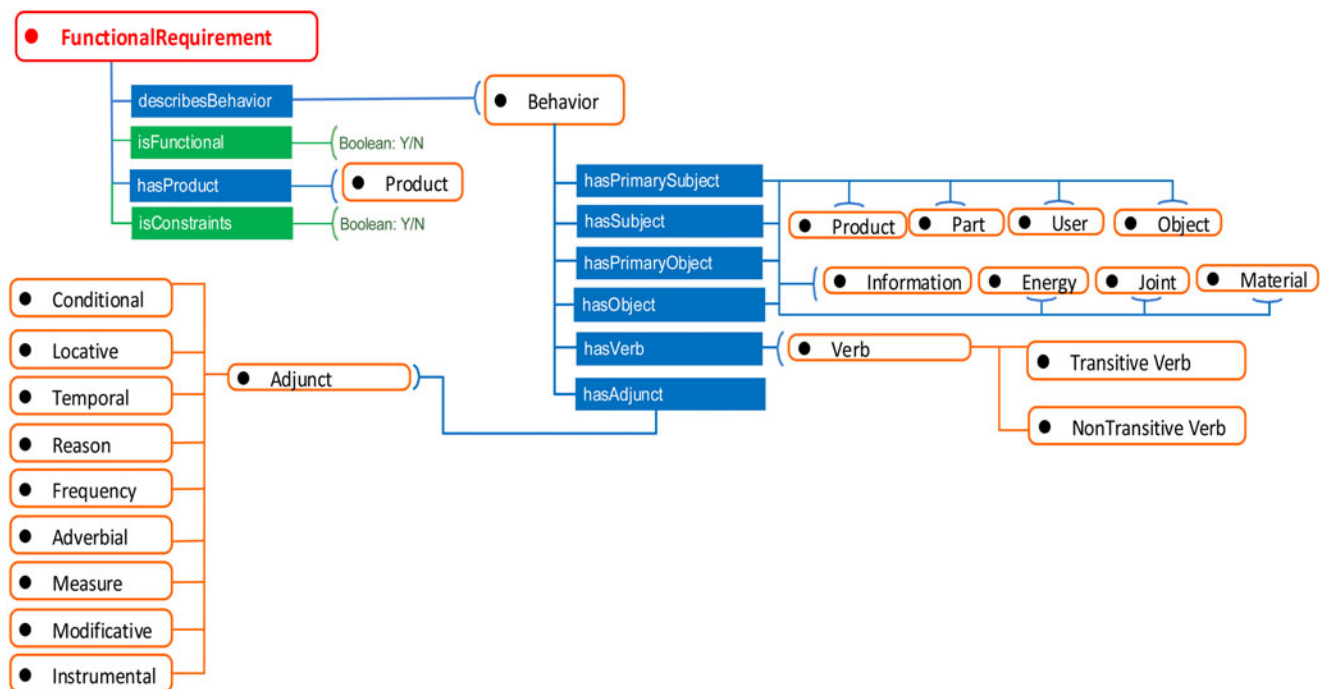 FunctionalRequirement
describesBehavior
Behavior
isFunctional
Boolean: Y/N
hasProduct
Product
isConstraints
Boolean: Y/N
hasPrimarySubject
hasSubject
Product
Part
User
Object
hasPrimaryObject
Information
Energy
Joint
Material
hasObject
hasVerb
Verb
Transitive Verb
NonTransitive Verb
hasAdjunct
Adjunct
Conditional
Locative
Temporal
Reason
Frequency
Adverbial
Measure
Modificative
Instrumental